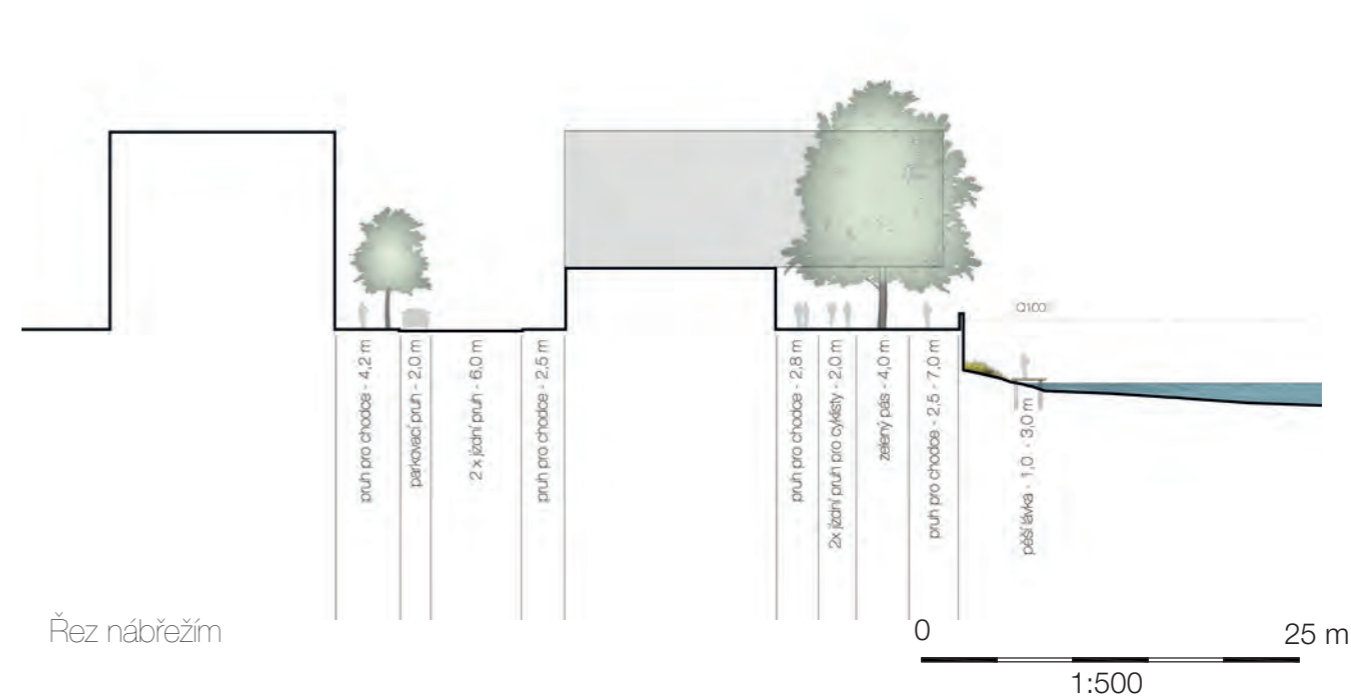 Q100
pruh pro chodce - 4,2 m
parkovací pruh - 2,0 m
2 x jízdní pruh - 6,0 m
pruh pro chodce - 2,5 m
pruh pro chodce - 2,8 m
2x jízdní pruh pro cyklisty - 2,0 m
zelený pás - 4,0 m
pruh pro chodce - 2,5 - 7,0 m
pěší lávka - 1,0 - 3,0 m
Řez nábřežím
0 25 m
1:500